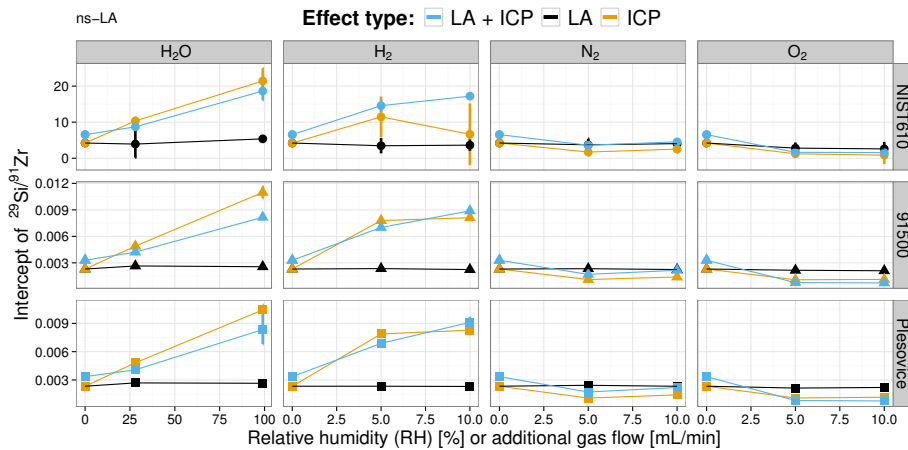 ns-LA
Effect type: LA + ICP LA ICP
H₂O H₂ N₂ O₂
Intercept of ²⁹Si/⁹¹Zr
20
10
0
NIST610
0.012
0.009
0.006
0.003
91500
0.009
0.006
0.003
Plesovice
0 25 50 75 100 0.0 2.5 5.0 7.5 10.0 0.0 2.5 5.0 7.5 10.0 0.0 2.5 5.0 7.5 10.0
Relative humidity (RH) [%] or additional gas flow [mL/min]